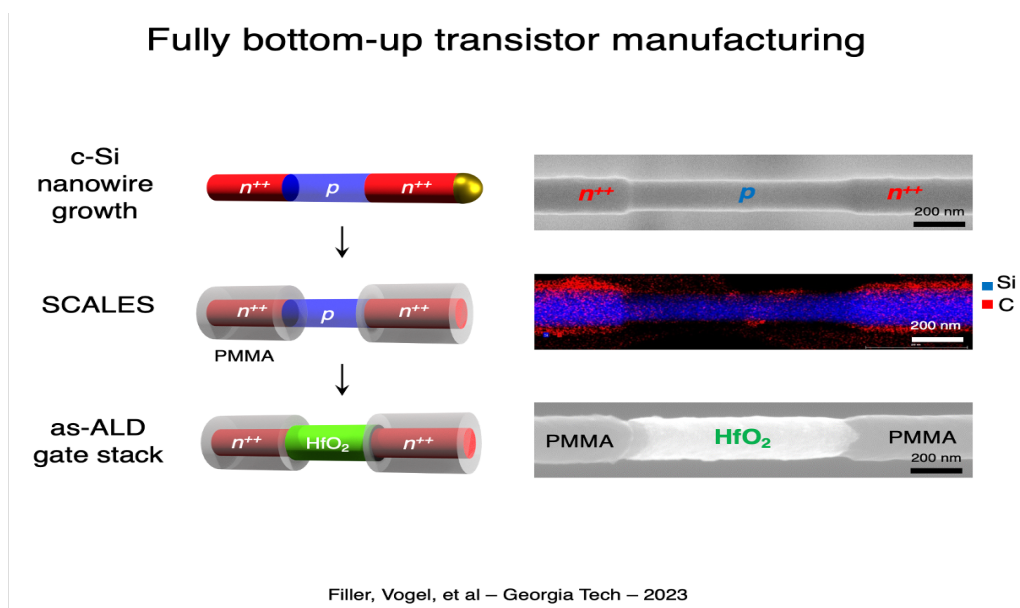 Fully bottom-up transistor manufacturing
c-Si
nanowire
growth
n++
p
n++
n++
p
n++
200 nm
SCALES
n++
p
n++
PMMA
Si
C
200 nm
as-ALD
gate stack
n++
HfO₂
n++
PMMA
HfO₂
PMMA
200 nm
Filler, Vogel, et al – Georgia Tech – 2023